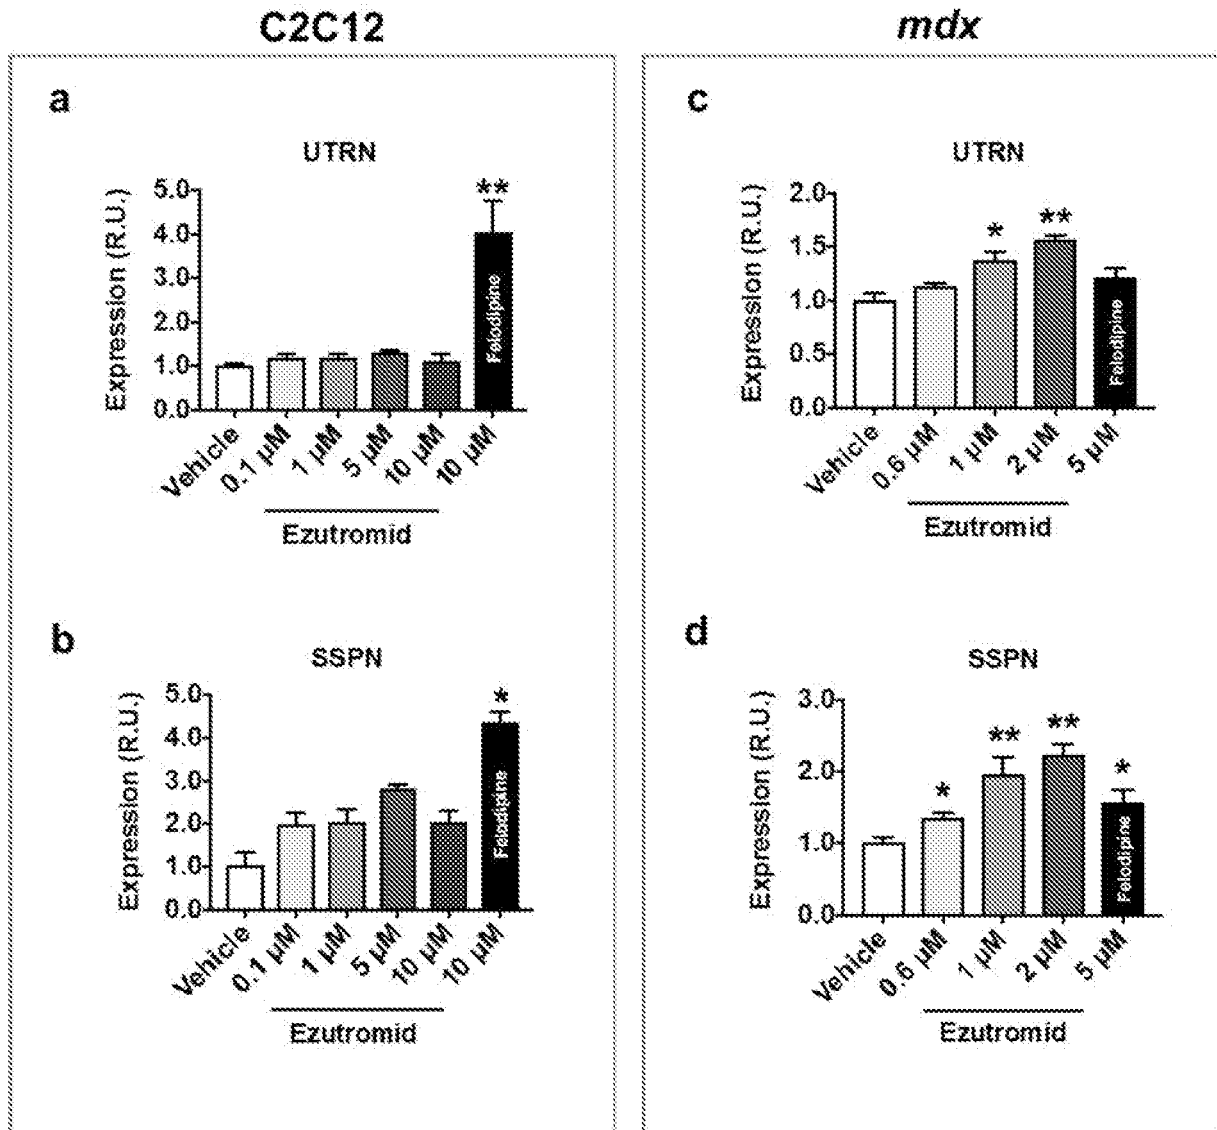 C2C12
mdx
a
UTRN
Expression (R.U.)
5.0
4.0
3.0
2.0
1.0
0.0
**
Felodipine
Vehicle
0.1 µM
1 µM
5 µM
10 µM
10 µM
Ezutromid
b
SSPN
Expression (R.U.)
5.0
4.0
3.0
2.0
1.0
0.0
*
Felodipine
Vehicle
0.1 µM
1 µM
5 µM
10 µM
10 µM
Ezutromid
c
UTRN
Expression (R.U.)
2.0
1.5
1.0
0.5
0.0
*
**
Felodipine
Vehicle
0.6 µM
1 µM
2 µM
5 µM
Ezutromid
d
SSPN
Expression (R.U.)
3.0
2.0
1.0
0.0
*
**
**
*
Felodipine
Vehicle
0.6 µM
1 µM
2 µM
5 µM
Ezutromid